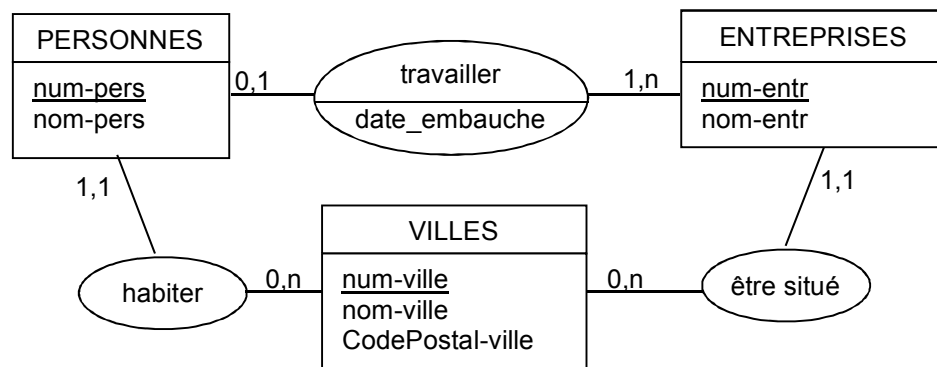 PERSONNES
num-pers
nom-pers
0,1
travailler
date_embauche
1,n
ENTREPRISES
num-entr
nom-entr
1,1
1,1
habiter
0,n
VILLES
num-ville
nom-ville
CodePostal-ville
0,n
être situé